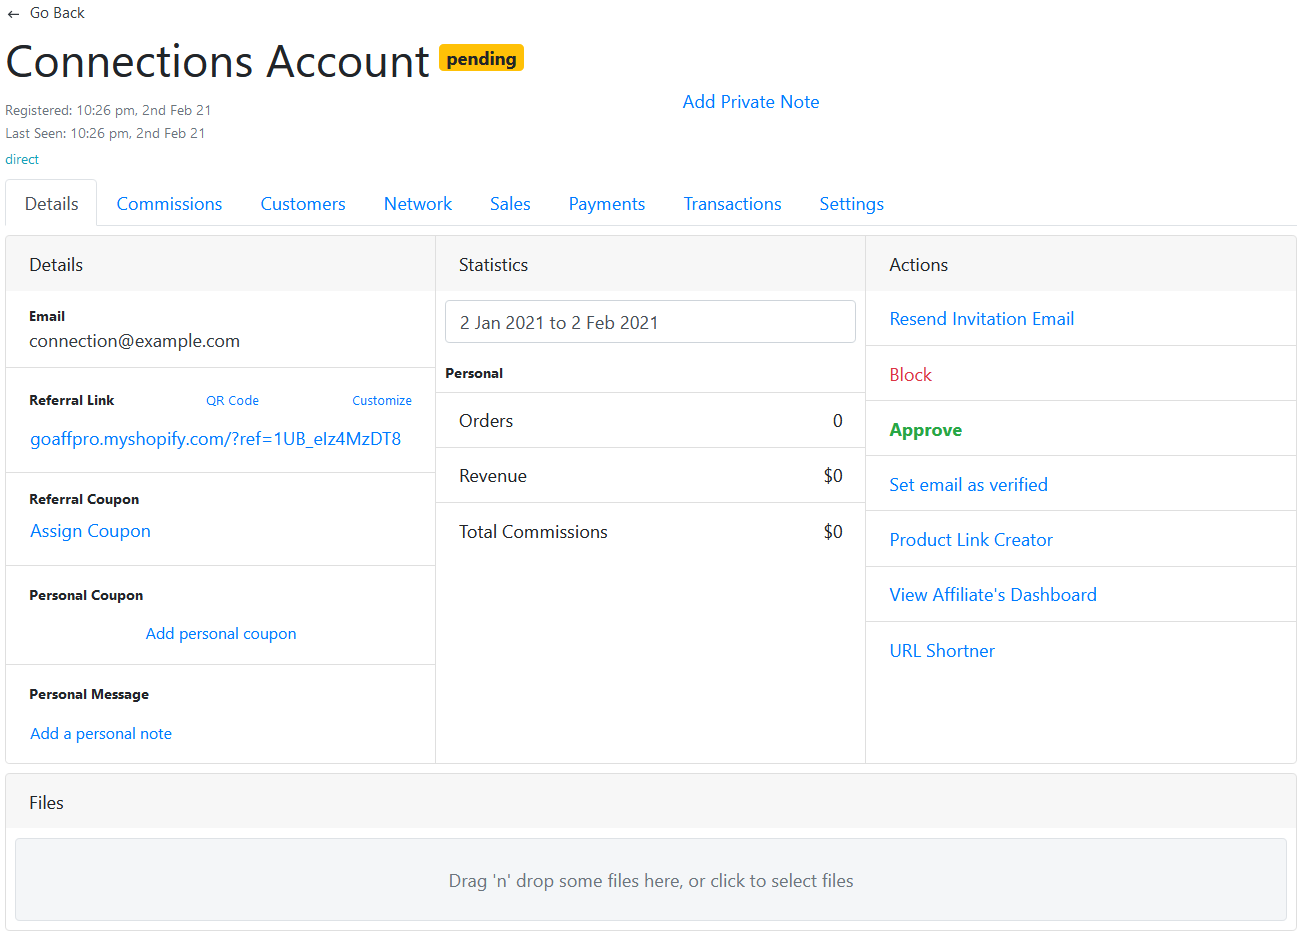 ← Go Back
Connections Account pending
Registered: 10:26 pm, 2nd Feb 21
Last Seen: 10:26 pm, 2nd Feb 21
direct
Add Private Note
Details Commissions Customers Network Sales Payments Transactions Settings
Details
Email
connection@example.com
Referral Link QR Code Customize
goaffpro.myshopify.com/?ref=1UB_eIz4MzDT8
Referral Coupon
Assign Coupon
Personal Coupon
Add personal coupon
Personal Message
Add a personal note
Statistics
2 Jan 2021 to 2 Feb 2021
Personal
Orders 0
Revenue $0
Total Commissions $0
Actions
Resend Invitation Email
Block
Approve
Set email as verified
Product Link Creator
View Affiliate's Dashboard
URL Shortner
Files
Drag 'n' drop some files here, or click to select files